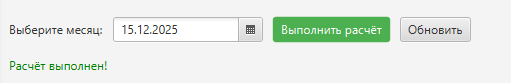 Выберите месяц: 15.12.2025 Выполнить расчёт Обновить
Расчёт выполнен!